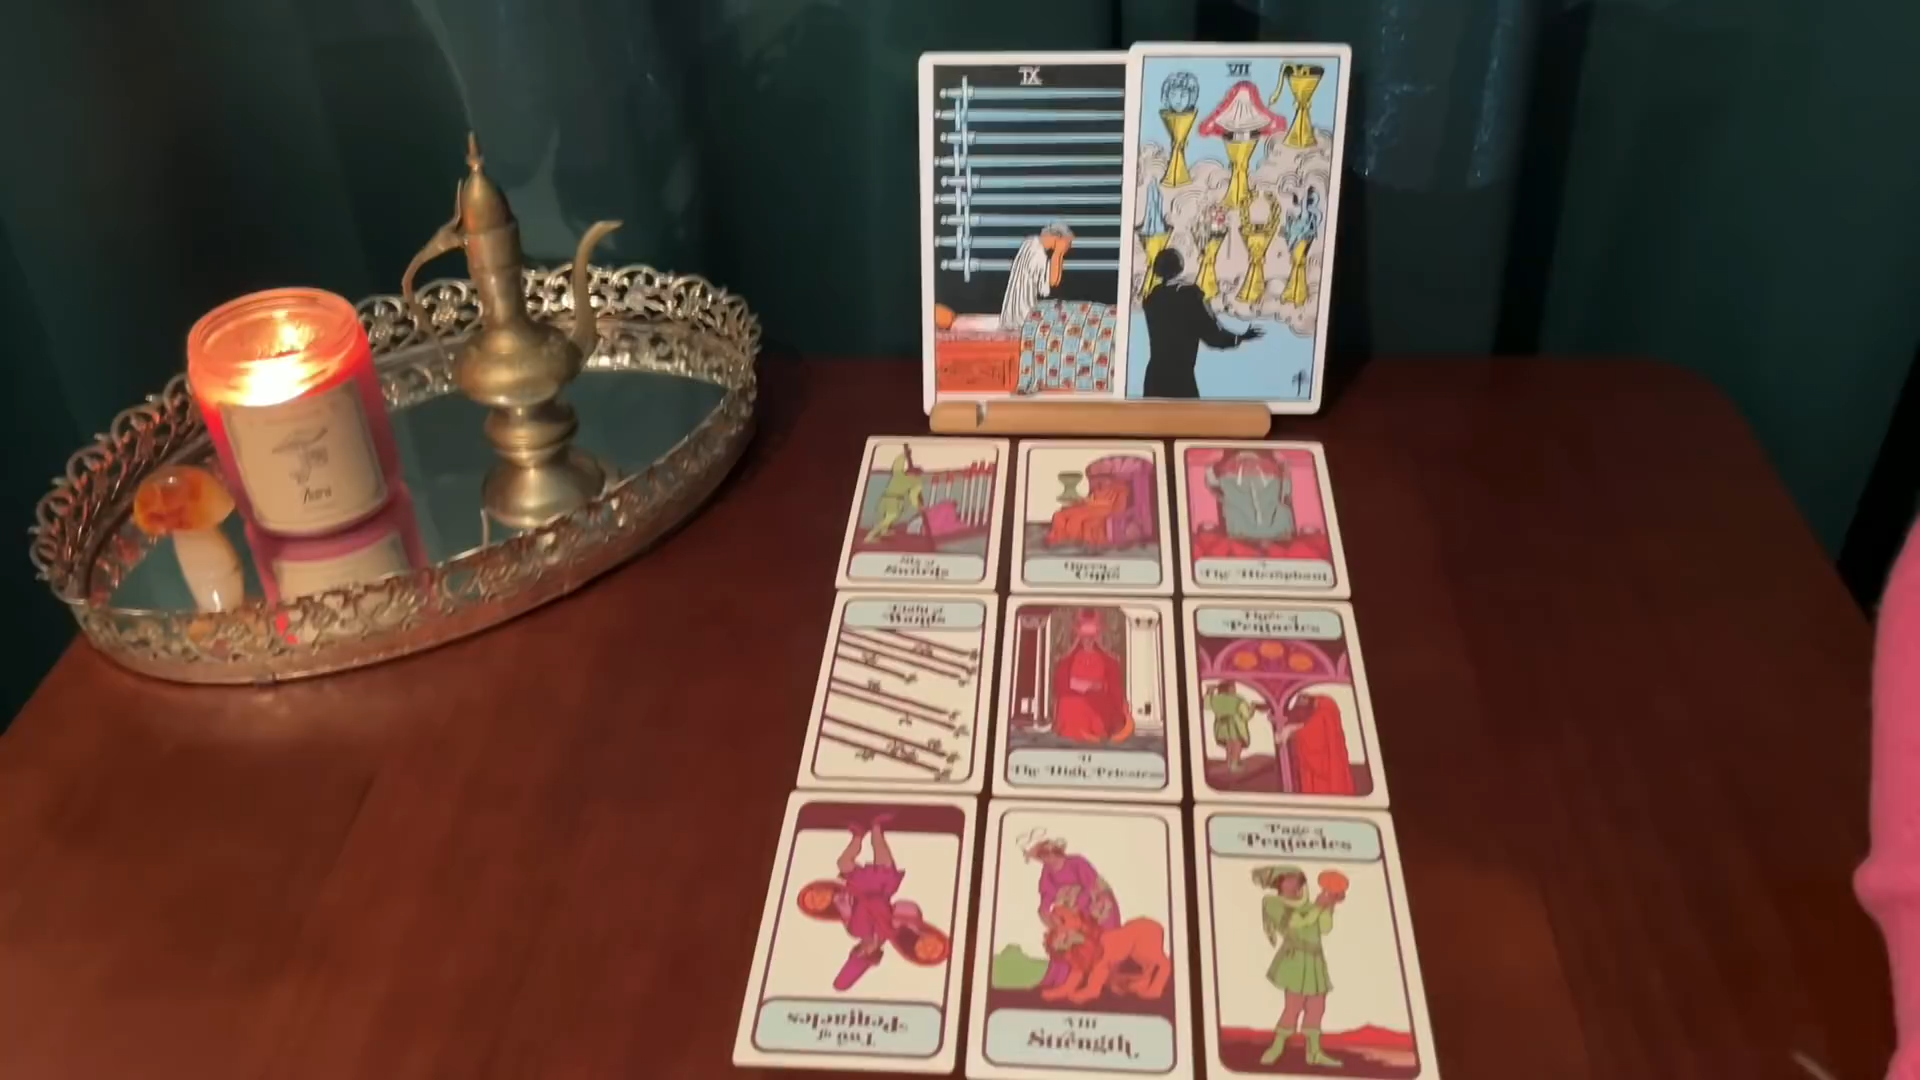 IX
VII
Six of
Swords
Queen of
Cups
V
The Hierophant
Eight of
Wands
Three of
Pentacles
II
The High Priestess
Page of
Pentacles
Two of
Pentacles
VIII
Strength